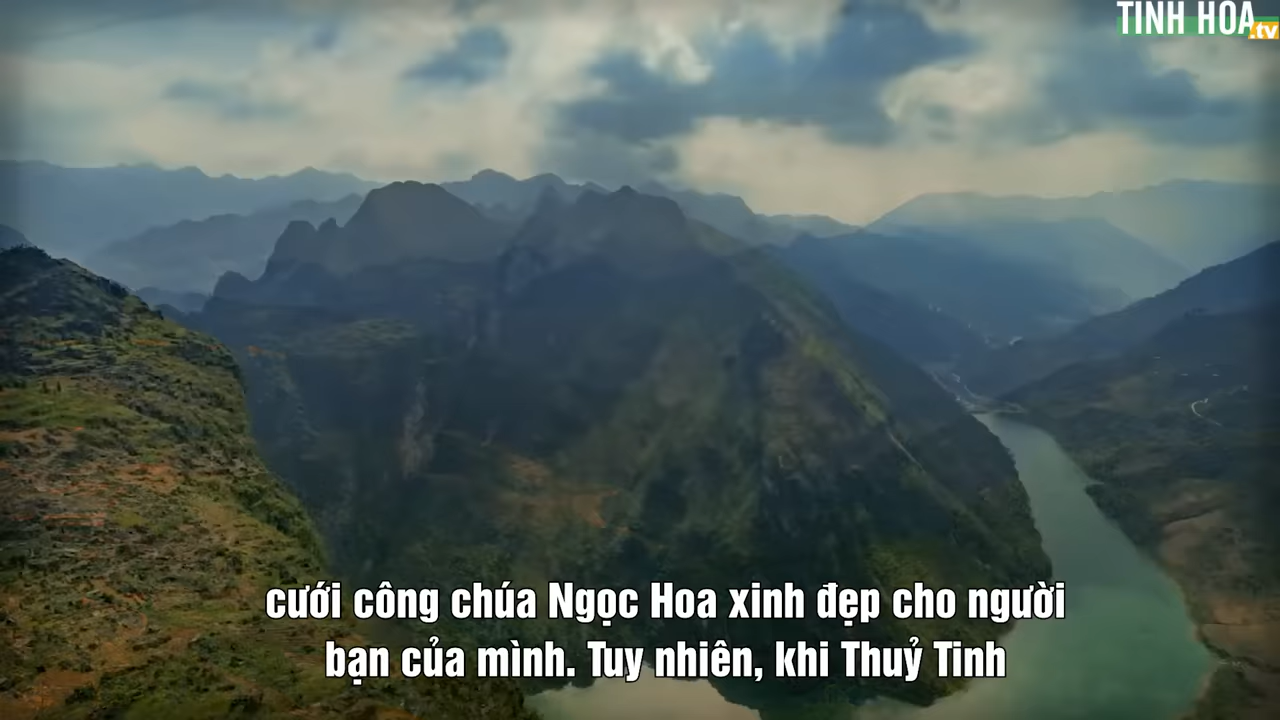 TINH HOA
.tv
cưới công chúa Ngọc Hoa xinh đẹp cho người
bạn của mình. Tuy nhiên, khi Thuỷ Tinh